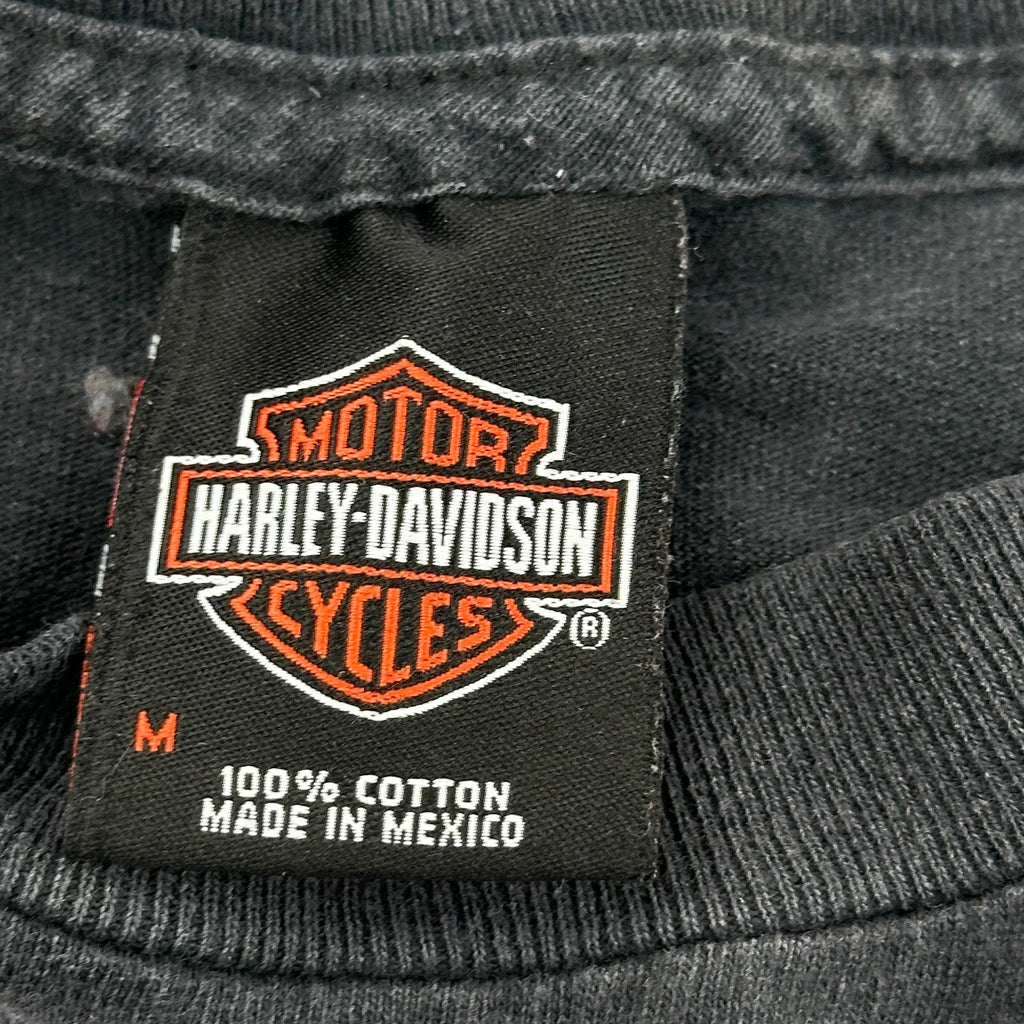 MOTOR
HARLEY-DAVIDSON
CYCLES
®
M
100% COTTON
MADE IN MEXICO